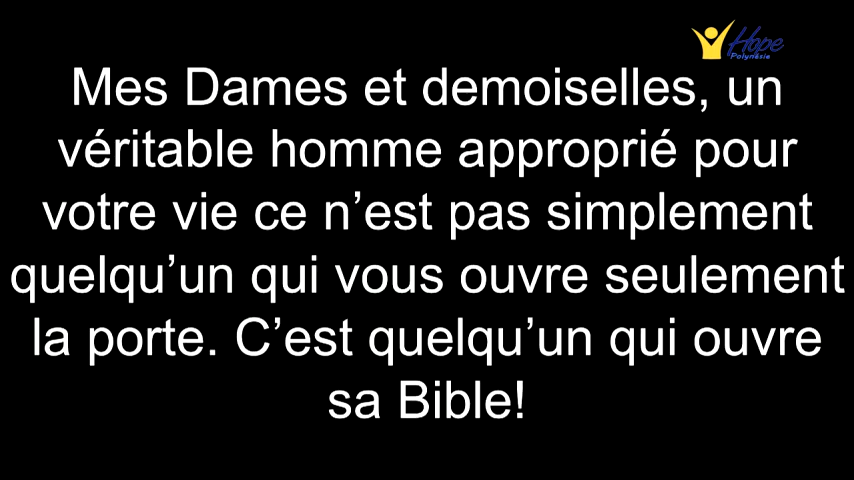 Hope
Polynésie
Mes Dames et demoiselles, un
véritable homme approprié pour
votre vie ce n’est pas simplement
quelqu’un qui vous ouvre seulement
la porte. C’est quelqu’un qui ouvre
sa Bible!